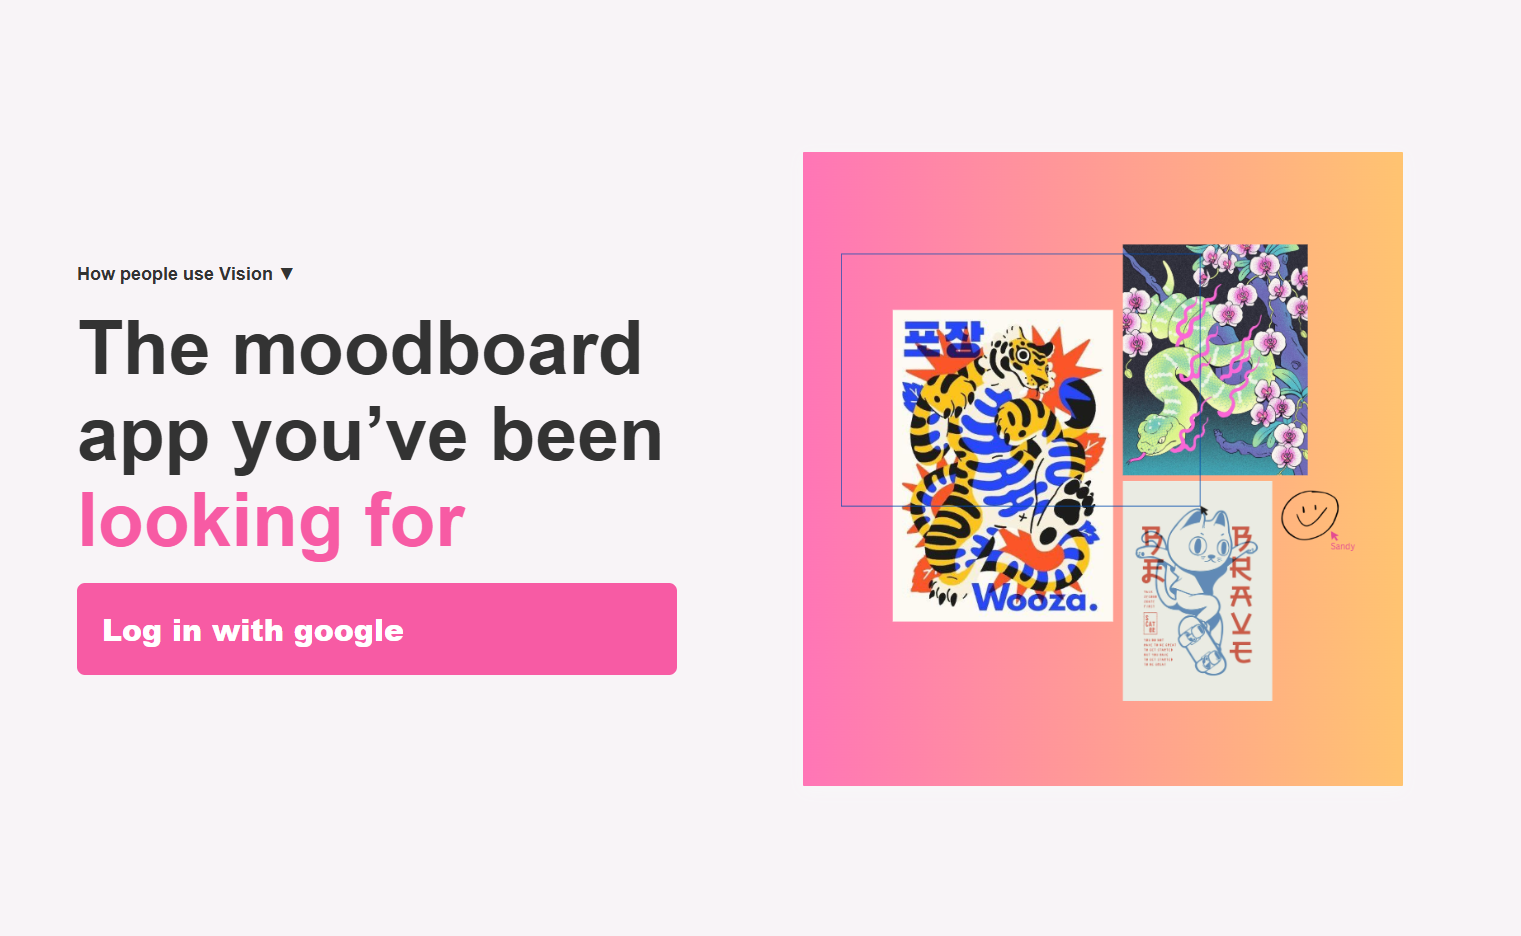 How people use Vision ▼
The moodboard
app you’ve been
looking for
Log in with google
포장
Wooza.
BE
BRAVE
Sandy